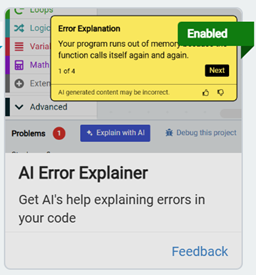 Loops
Logic
Error Explanation
Enabled
Your program runs out of memory because the
Varia
function calls itself again and again.
Math
1 of 4
Next
Exten
AI generated content may be incorrect.
Advanced
Problems 1
Explain with AI
Debug this project
AI Error Explainer
Get AI's help explaining errors in
your code
Feedback